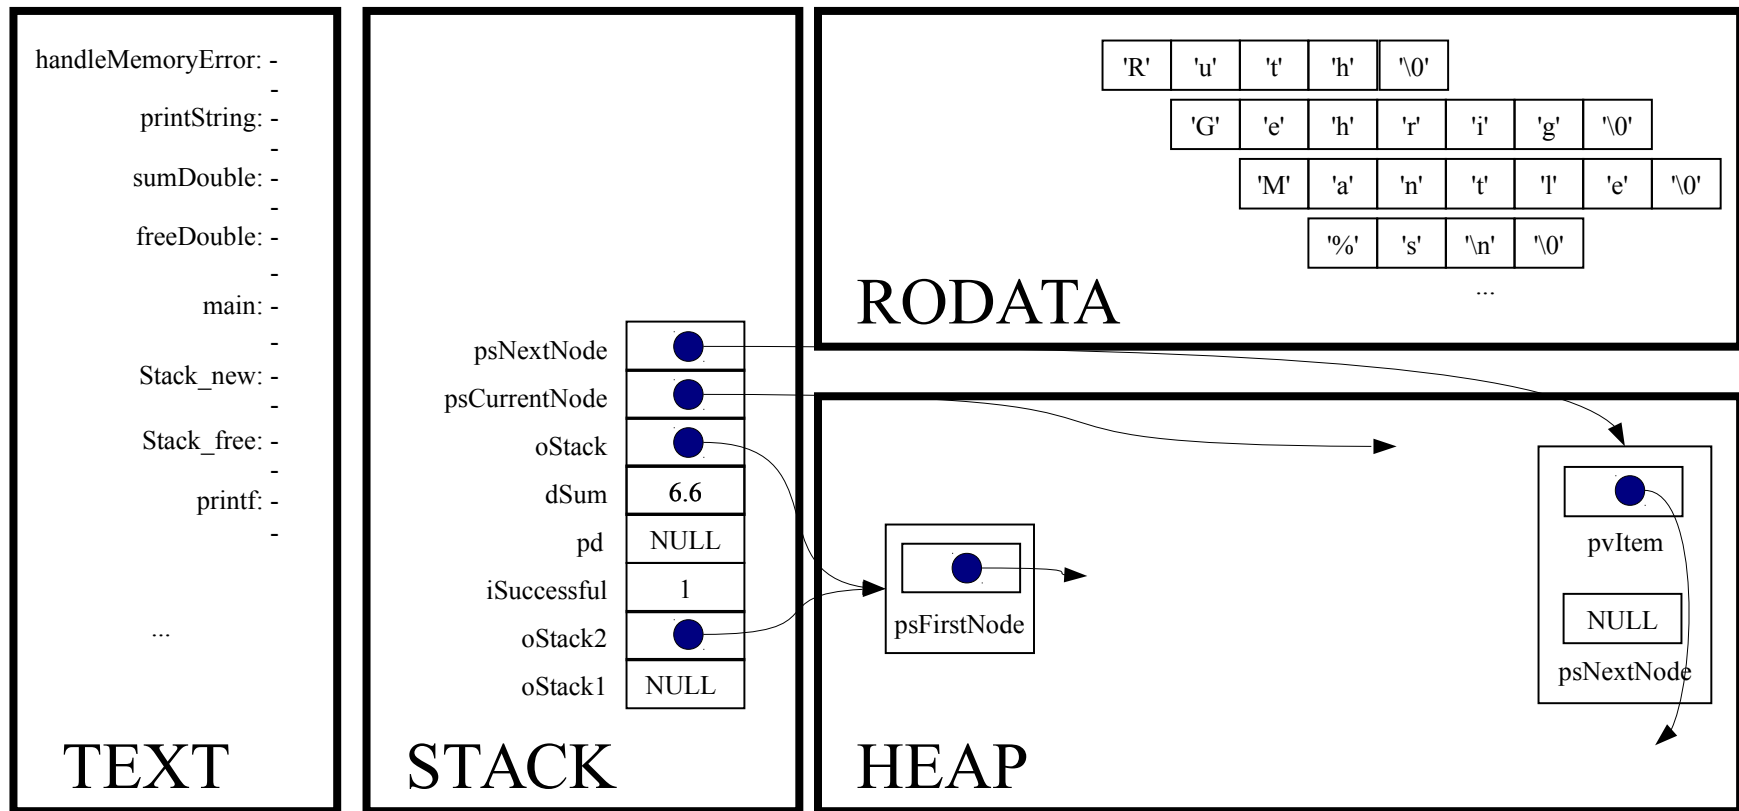 handleMemoryError: -
-
printString: -
-
sumDouble: -
-
freeDouble: -
-
main: -
-
Stack_new: -
-
Stack_free: -
-
printf: -
-
...
TEXT
psNextNode
psCurrentNode
oStack
dSum 6.6
pd NULL
iSuccessful 1
oStack2
oStack1 NULL
STACK
'R' 'u' 't' 'h' '\0'
'G' 'e' 'h' 'r' 'i' 'g' '\0'
'M' 'a' 'n' 't' 'l' 'e' '\0'
'%' 's' '\n' '\0'
...
RODATA
psFirstNode
pvItem
NULL
psNextNode
HEAP